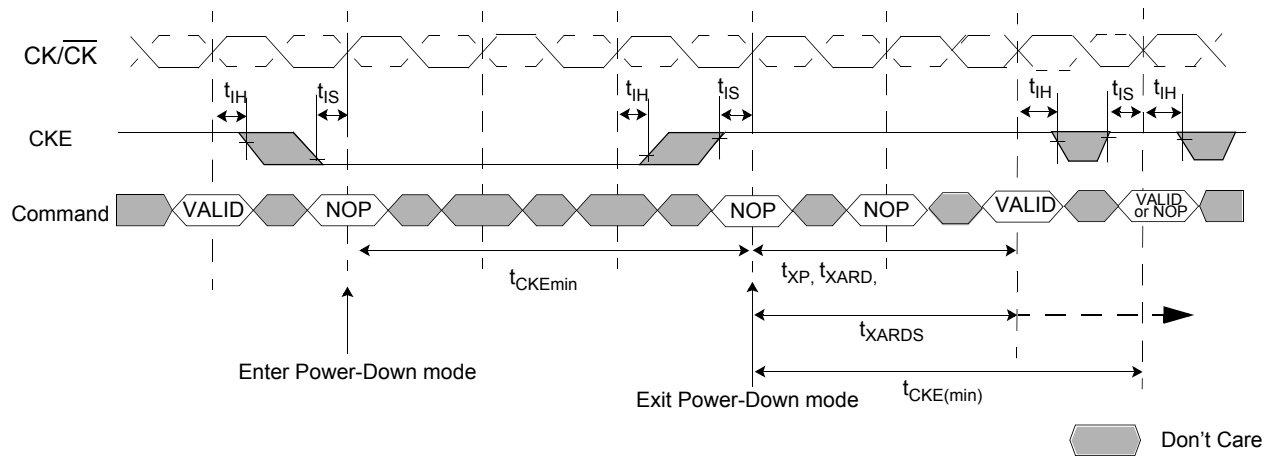 CK/CK
tIH
tIS
tIH
tIS
tIH
tIS
tIH
CKE
Command
VALID
NOP
NOP
NOP
VALID
VALID
or NOP
tCKEmin
tXP, tXARD,
tXARDS
Enter Power-Down mode
Exit Power-Down mode
tCKE(min)
Don't Care